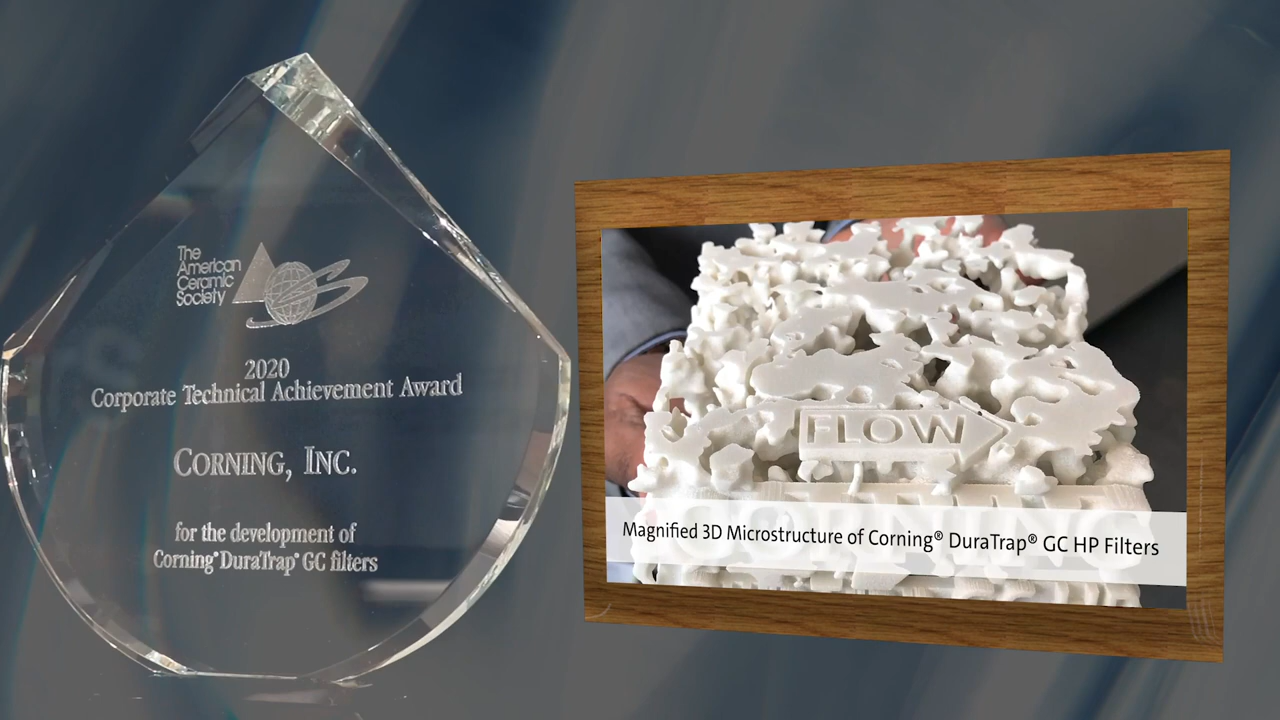 The
American
Ceramic
Society
2020
Corporate Technical Achievement Award
CORNING, INC.
for the development of
Corning® DuraTrap® GC filters
FLOW
CORNING
Magnified 3D Microstructure of Corning® DuraTrap® GC HP Filters